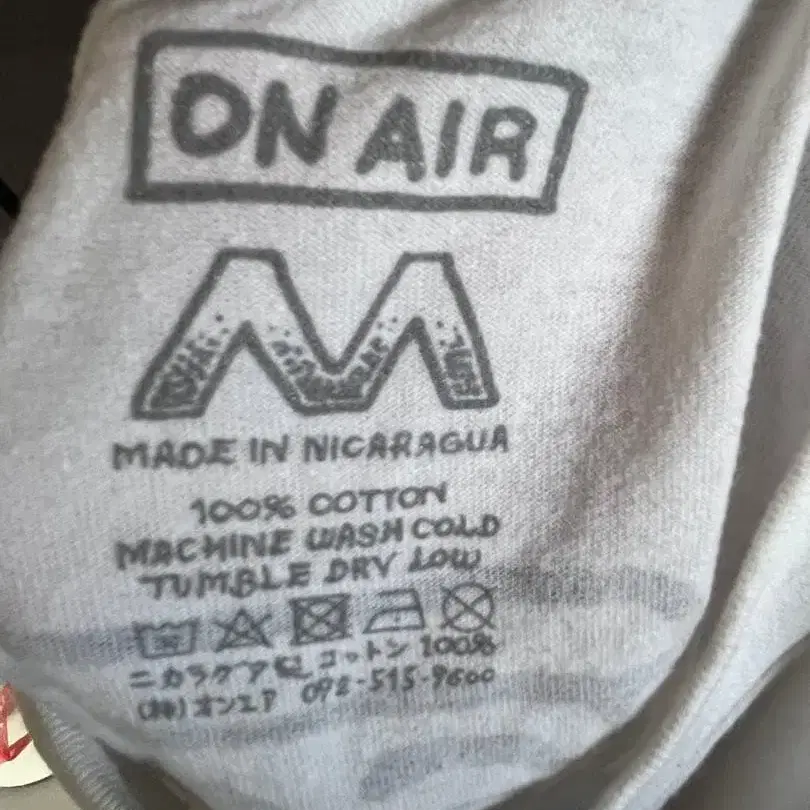 ON AIR
M
MADE IN NICARAGUA
100% COTTON
MACHINE WASH COLD
TUMBLE DRY LOW
ニカラグア製 コットン 100%
(株)オンエア 092-515-9600